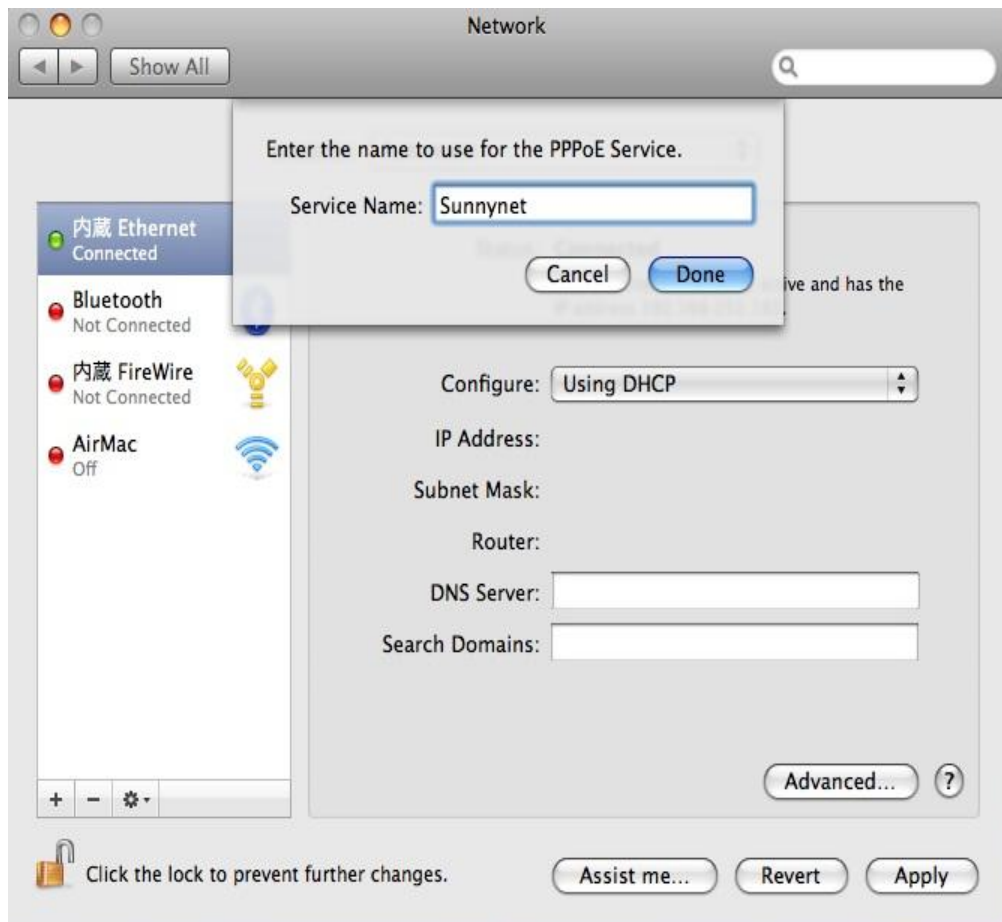 Network
Show All
Enter the name to use for the PPPoE Service.
Service Name: Sunnynet
Cancel
Done
内蔵 Ethernet
Connected
Bluetooth
Not Connected
内蔵 FireWire
Not Connected
AirMac
Off
ive and has the
Configure: Using DHCP
IP Address:
Subnet Mask:
Router:
DNS Server:
Search Domains:
Advanced...
?
Click the lock to prevent further changes.
Assist me...
Revert
Apply